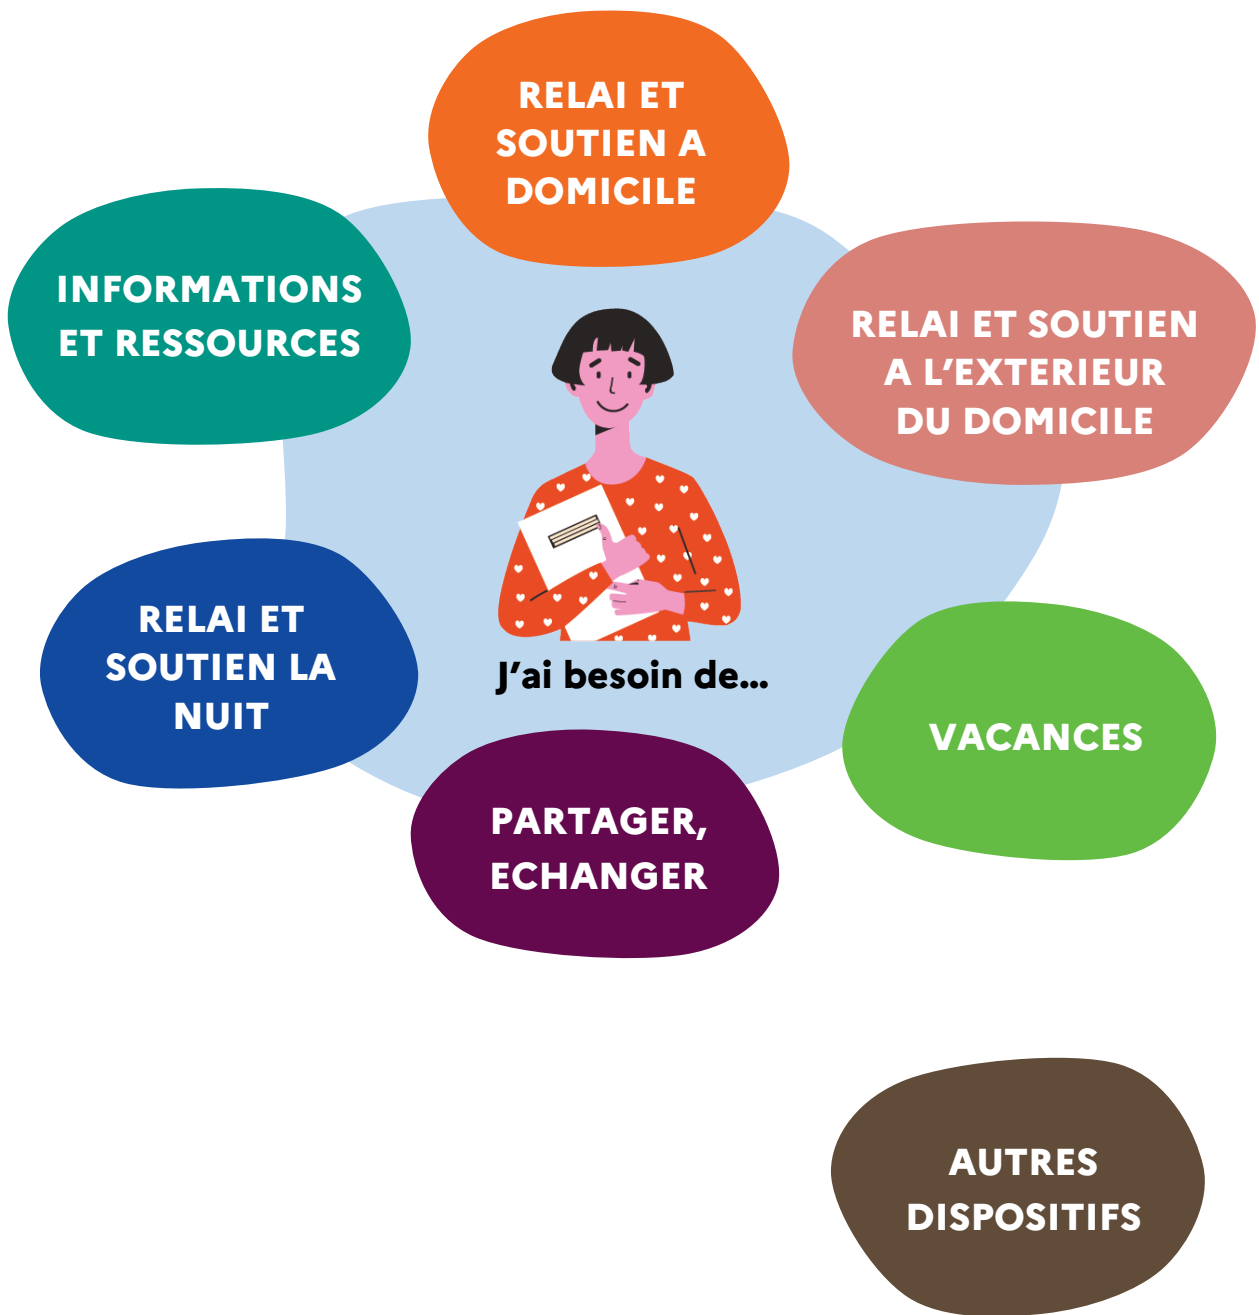 RELAI ET
SOUTIEN A
DOMICILE
INFORMATIONS
ET RESSOURCES
RELAI ET SOUTIEN
A L'EXTERIEUR
DU DOMICILE
RELAI ET
SOUTIEN LA
NUIT
J'ai besoin de...
VACANCES
PARTAGER,
ECHANGER
AUTRES
DISPOSITIFS